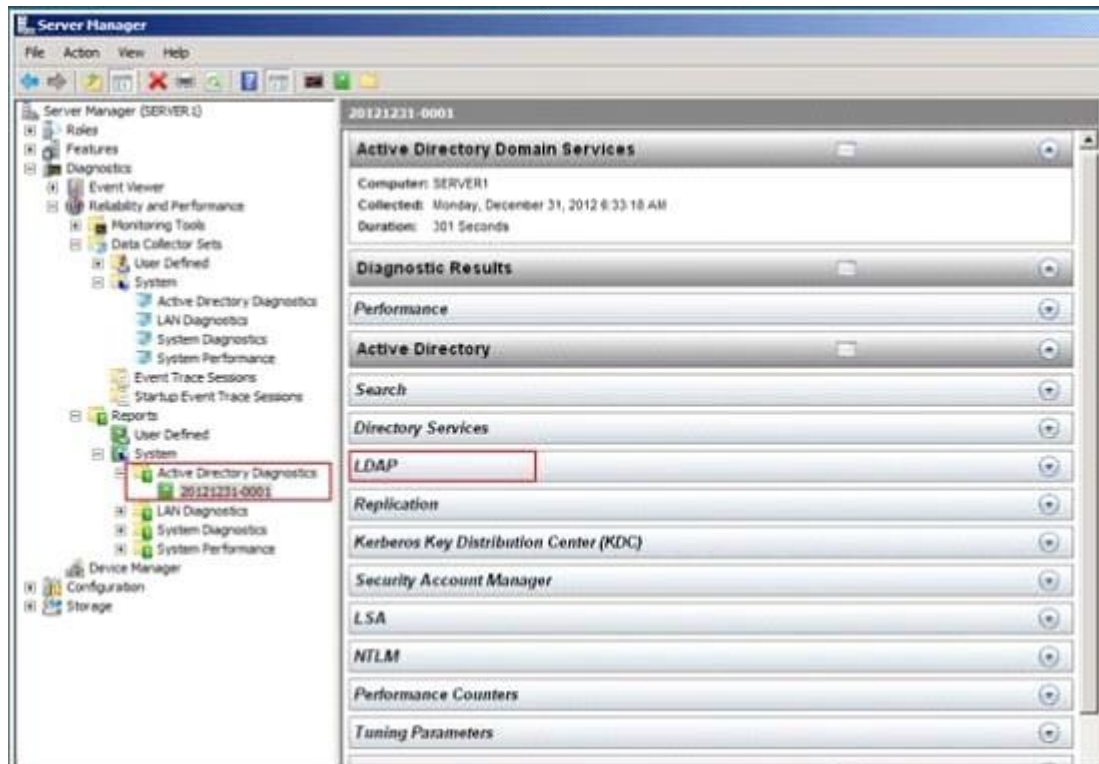 Server Manager
File Action View Help
Server Manager (SERVER1)
Roles
Features
Diagnostics
Event Viewer
Reliability and Performance
Monitoring Tools
Data Collector Sets
User Defined
System
Active Directory Diagnostics
LAN Diagnostics
System Diagnostics
System Performance
Event Trace Sessions
Startup Event Trace Sessions
Reports
User Defined
System
Active Directory Diagnostics
20121231-0001
LAN Diagnostics
System Diagnostics
System Performance
Device Manager
Configuration
Storage
20121231-0001
Active Directory Domain Services
Computer: SERVER1
Collected: Monday, December 31, 2012 6:33:18 AM
Duration: 301 Seconds
Diagnostic Results
Performance
Active Directory
Search
Directory Services
LDAP
Replication
Kerberos Key Distribution Center (KDC)
Security Account Manager
LSA
NTLM
Performance Counters
Tuning Parameters